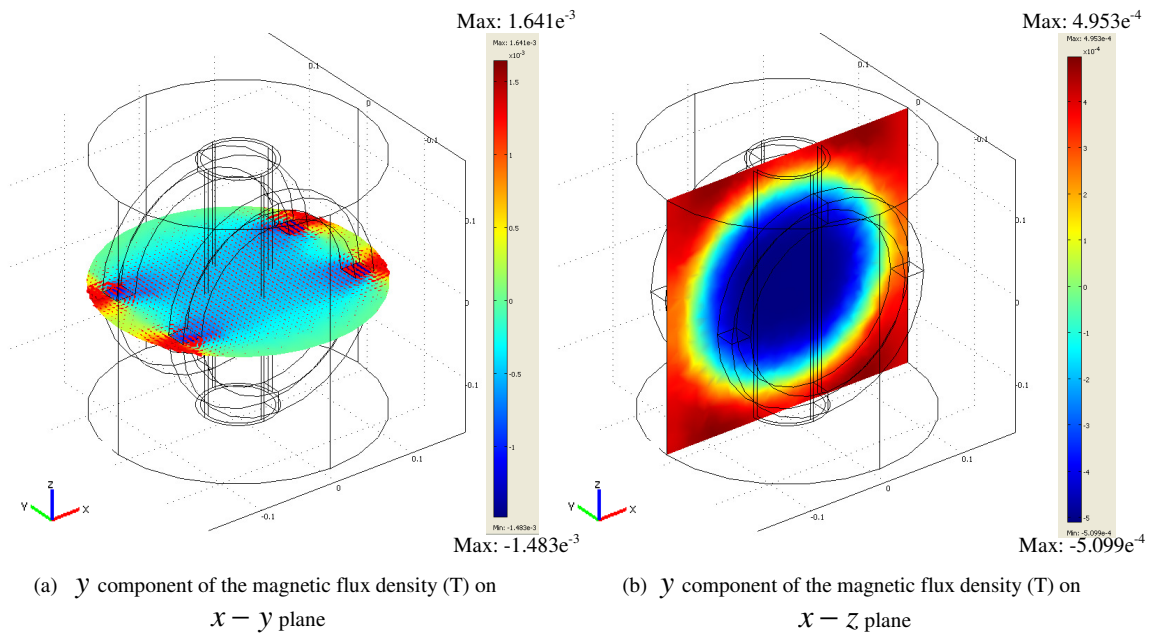 Max: 1.641e-3
Max: 1.641e-3
×10-3
1.5
1
0.5
0
-0.5
-1
Min: -1.483e-3
Max: -1.483e-3
0.1
0
-0.1
0.1
0
-0.1
0.1
0
-0.1
z
y
x
Max: 4.953e-4
Max: 4.953e-4
×10-4
4
3
2
1
0
-1
-2
-3
-4
-5
Min: -5.099e-4
Max: -5.099e-4
0.1
0
-0.1
0.1
0
-0.1
0.1
0
-0.1
z
y
x
(a) y component of the magnetic flux density (T) on
x − y plane
(b) y component of the magnetic flux density (T) on
x − z plane